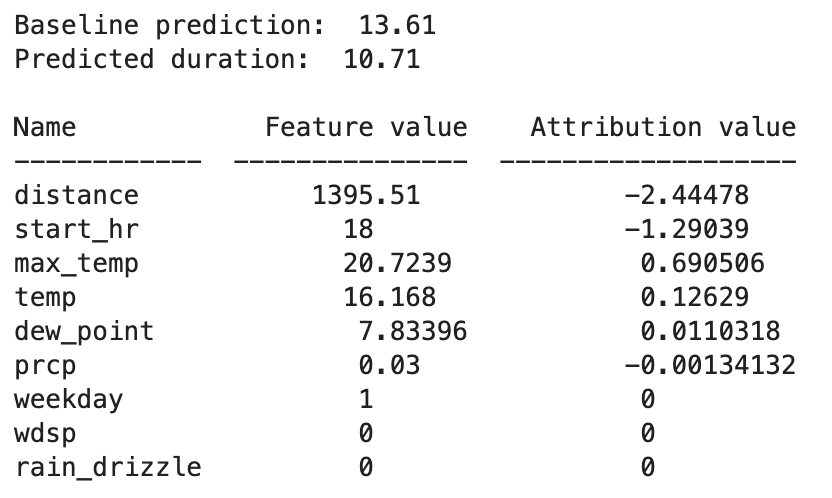 Baseline prediction:  13.61
Predicted duration:  10.71
Name            Feature value    Attribution value
------------  ---------------  -------------------
distance           1395.51             -2.44478
start_hr             18                -1.29039
max_temp             20.7239            0.690506
temp                 16.168             0.12629
dew_point             7.83396           0.0110318
prcp                  0.03             -0.00134132
weekday               1                 0
wdsp                  0                 0
rain_drizzle          0                 0